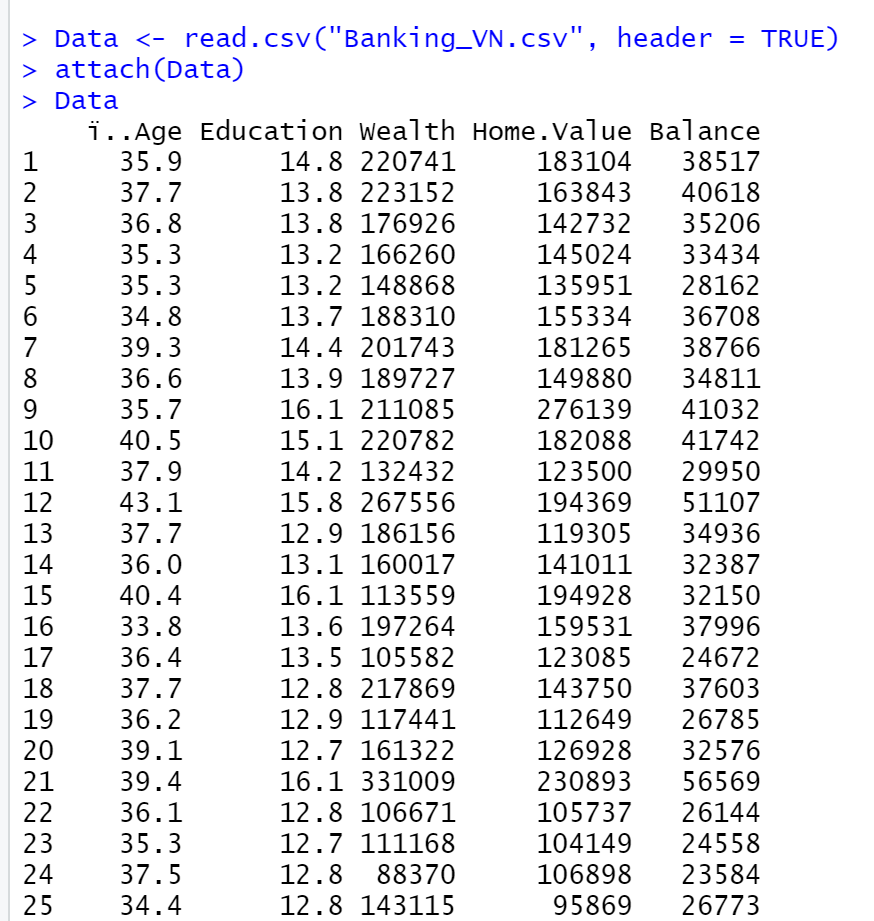 > Data <- read.csv("Banking_VN.csv", header = TRUE)
> attach(Data)
> Data
ï..Age Education Wealth Home.Value Balance
1 35.9 14.8 220741 183104 38517
2 37.7 13.8 223152 163843 40618
3 36.8 13.8 176926 142732 35206
4 35.3 13.2 166260 145024 33434
5 35.3 13.2 148868 135951 28162
6 34.8 13.7 188310 155334 36708
7 39.3 14.4 201743 181265 38766
8 36.6 13.9 189727 149880 34811
9 35.7 16.1 211085 276139 41032
10 40.5 15.1 220782 182088 41742
11 37.9 14.2 132432 123500 29950
12 43.1 15.8 267556 194369 51107
13 37.7 12.9 186156 119305 34936
14 36.0 13.1 160017 141011 32387
15 40.4 16.1 113559 194928 32150
16 33.8 13.6 197264 159531 37996
17 36.4 13.5 105582 123085 24672
18 37.7 12.8 217869 143750 37603
19 36.2 12.9 117441 112649 26785
20 39.1 12.7 161322 126928 32576
21 39.4 16.1 331009 230893 56569
22 36.1 12.8 106671 105737 26144
23 35.3 12.7 111168 104149 24558
24 37.5 12.8 88370 106898 23584
25 34.4 12.8 143115 95869 26773